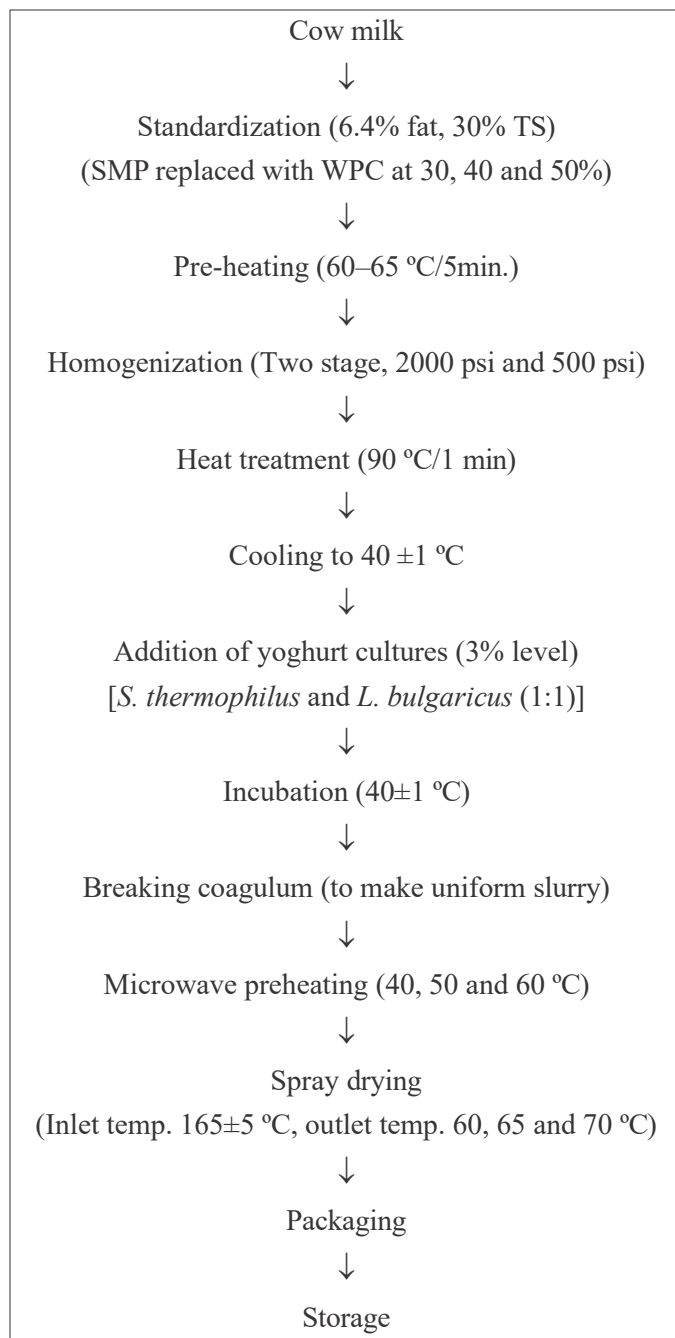 Cow milk
↓
Standardization (6.4% fat, 30% TS)
(SMP replaced with WPC at 30, 40 and 50%)
↓
Pre-heating (60–65 ºC/5min.)
↓
Homogenization (Two stage, 2000 psi and 500 psi)
↓
Heat treatment (90 ºC/1 min)
↓
Cooling to 40 ±1 ºC
↓
Addition of yoghurt cultures (3% level)
[S. thermophilus and L. bulgaricus (1:1)]
↓
Incubation (40±1 ºC)
↓
Breaking coagulum (to make uniform slurry)
↓
Microwave preheating (40, 50 and 60 ºC)
↓
Spray drying
(Inlet temp. 165±5 ºC, outlet temp. 60, 65 and 70 ºC)
↓
Packaging
↓
Storage